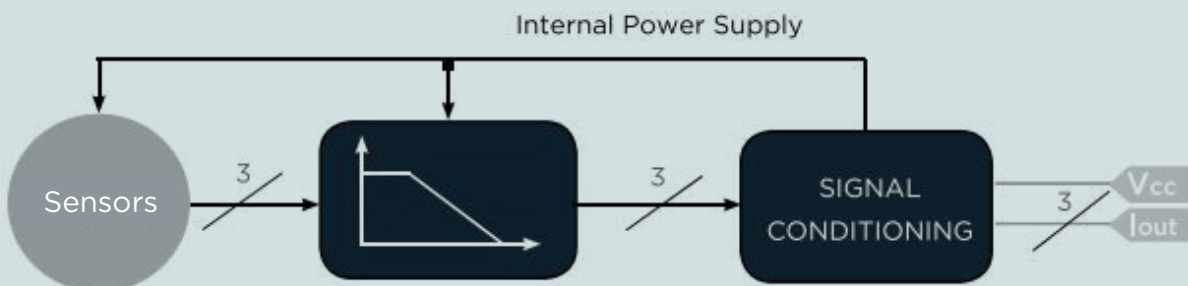 Internal Power Supply
Sensors
3
3
SIGNAL
CONDITIONING
3
Vcc
Iout